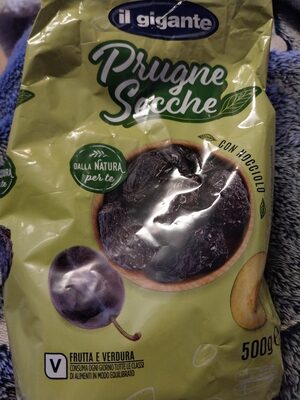 il gigante
Prugne
Secche
CON NOCCIOLO
DALLA NATURA
per te
V
FRUTTA E VERDURA
CONSUMA OGNI GIORNO TUTTE LE CLASSI
DI ALIMENTI IN MODO EQUILIBRATO
500g e